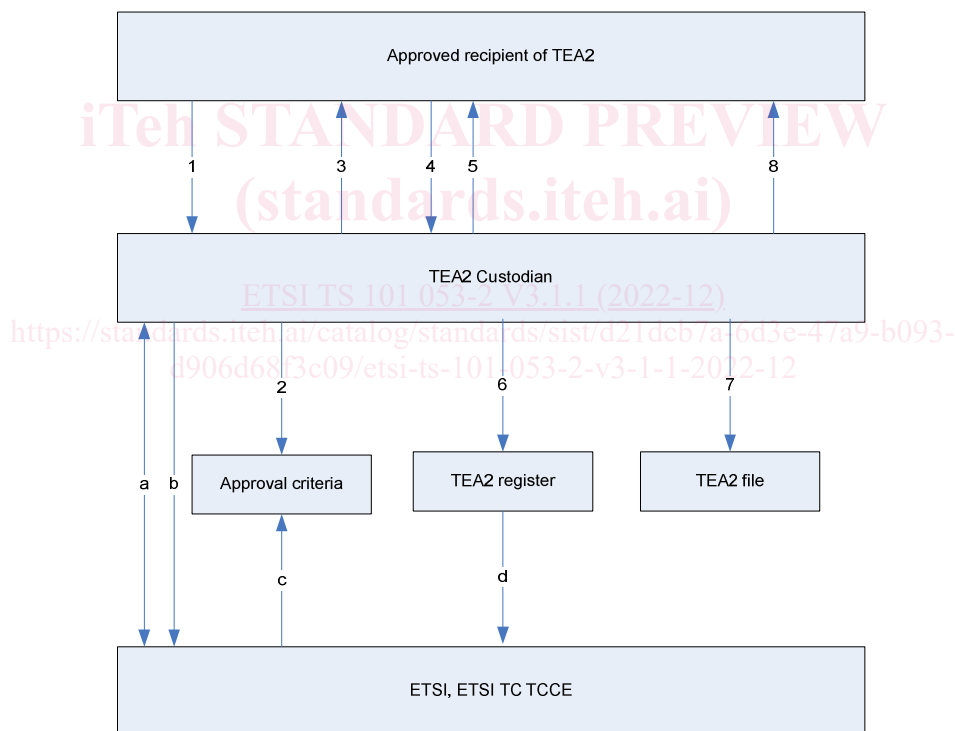 Approved recipient of TEA2
iTeh STANDARD PREVIEW
1
3
4
5
8
(standards.iteh.ai)
TEA2 Custodian
ETSI TS 101 053-2 V3.1.1 (2022-12)
https://standards.iteh.ai/catalog/standards/sist/d21dcb7a-6d3e-47a9-b093-
d906d68f3c09/etsi-ts-101-053-2-v3-1-1-2022-12
2
6
7
a
b
Approval criteria
TEA2 register
TEA2 file
c
d
ETSI, ETSI TC TCCE